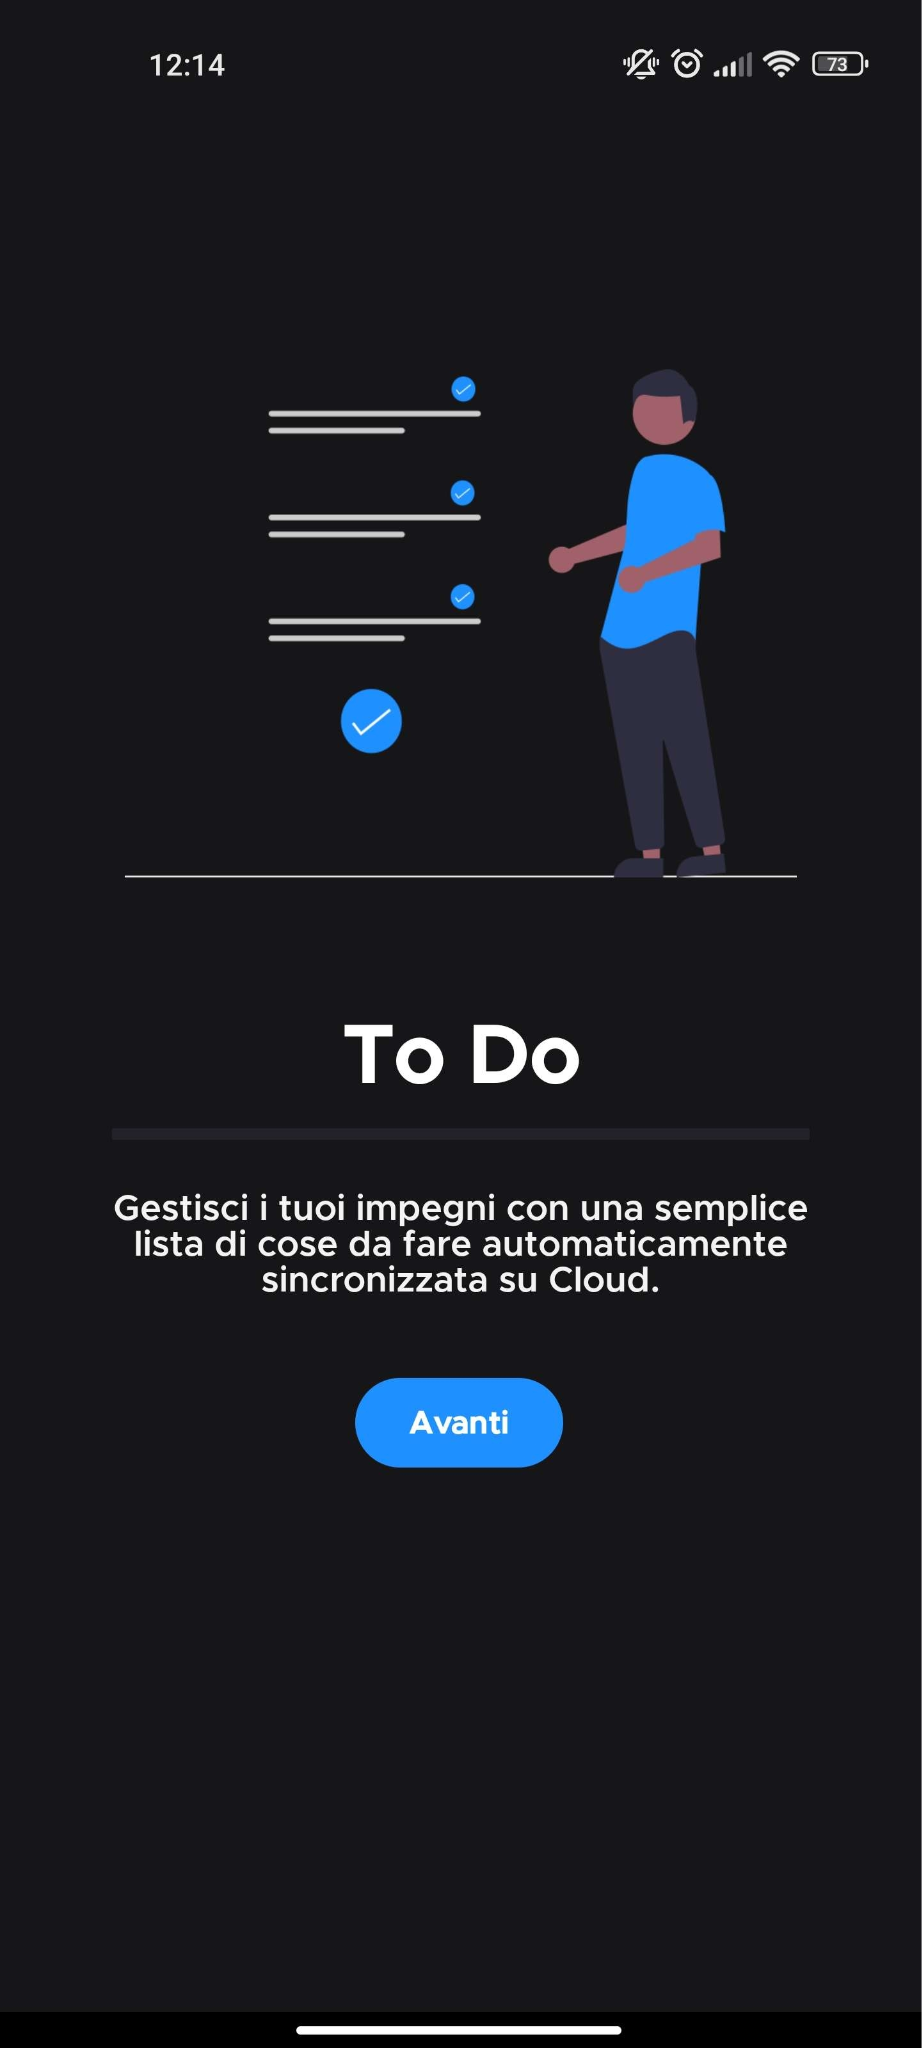 12:14
73
To Do
Gestisci i tuoi impegni con una semplice
lista di cose da fare automaticamente
sincronizzata su Cloud.
Avanti